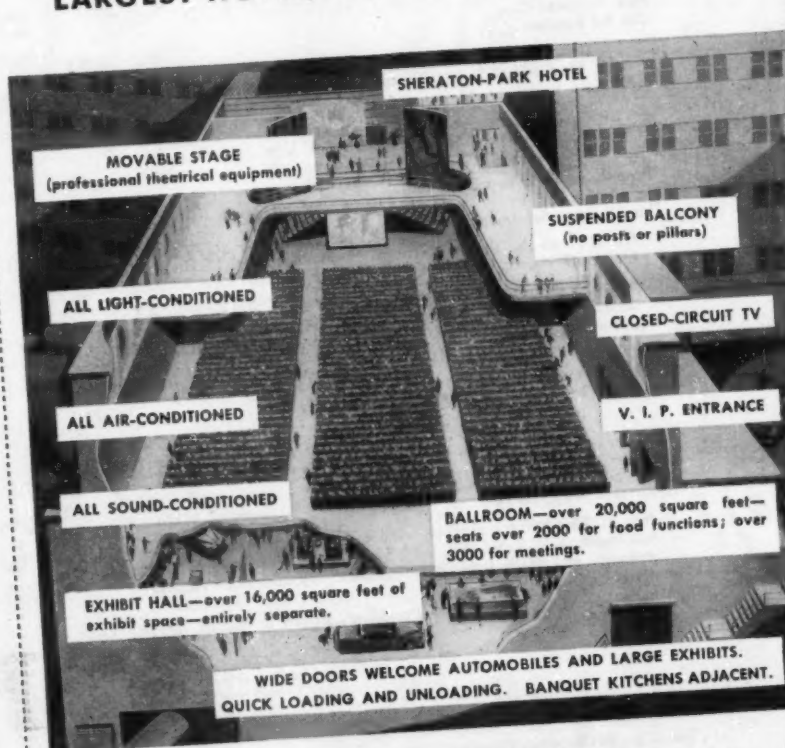 LARGEST
SHERATON-PARK HOTEL
MOVABLE STAGE
(professional theatrical equipment)
SUSPENDED BALCONY
(no posts or pillars)
ALL LIGHT-CONDITIONED
CLOSED-CIRCUIT TV
ALL AIR-CONDITIONED
V. I. P. ENTRANCE
ALL SOUND-CONDITIONED
BALLROOM—over 20,000 square feet—
seats over 2000 for food functions; over
3000 for meetings.
EXHIBIT HALL—over 16,000 square feet of
exhibit space—entirely separate.
WIDE DOORS WELCOME AUTOMOBILES AND LARGE EXHIBITS.
QUICK LOADING AND UNLOADING. BANQUET KITCHENS ADJACENT.